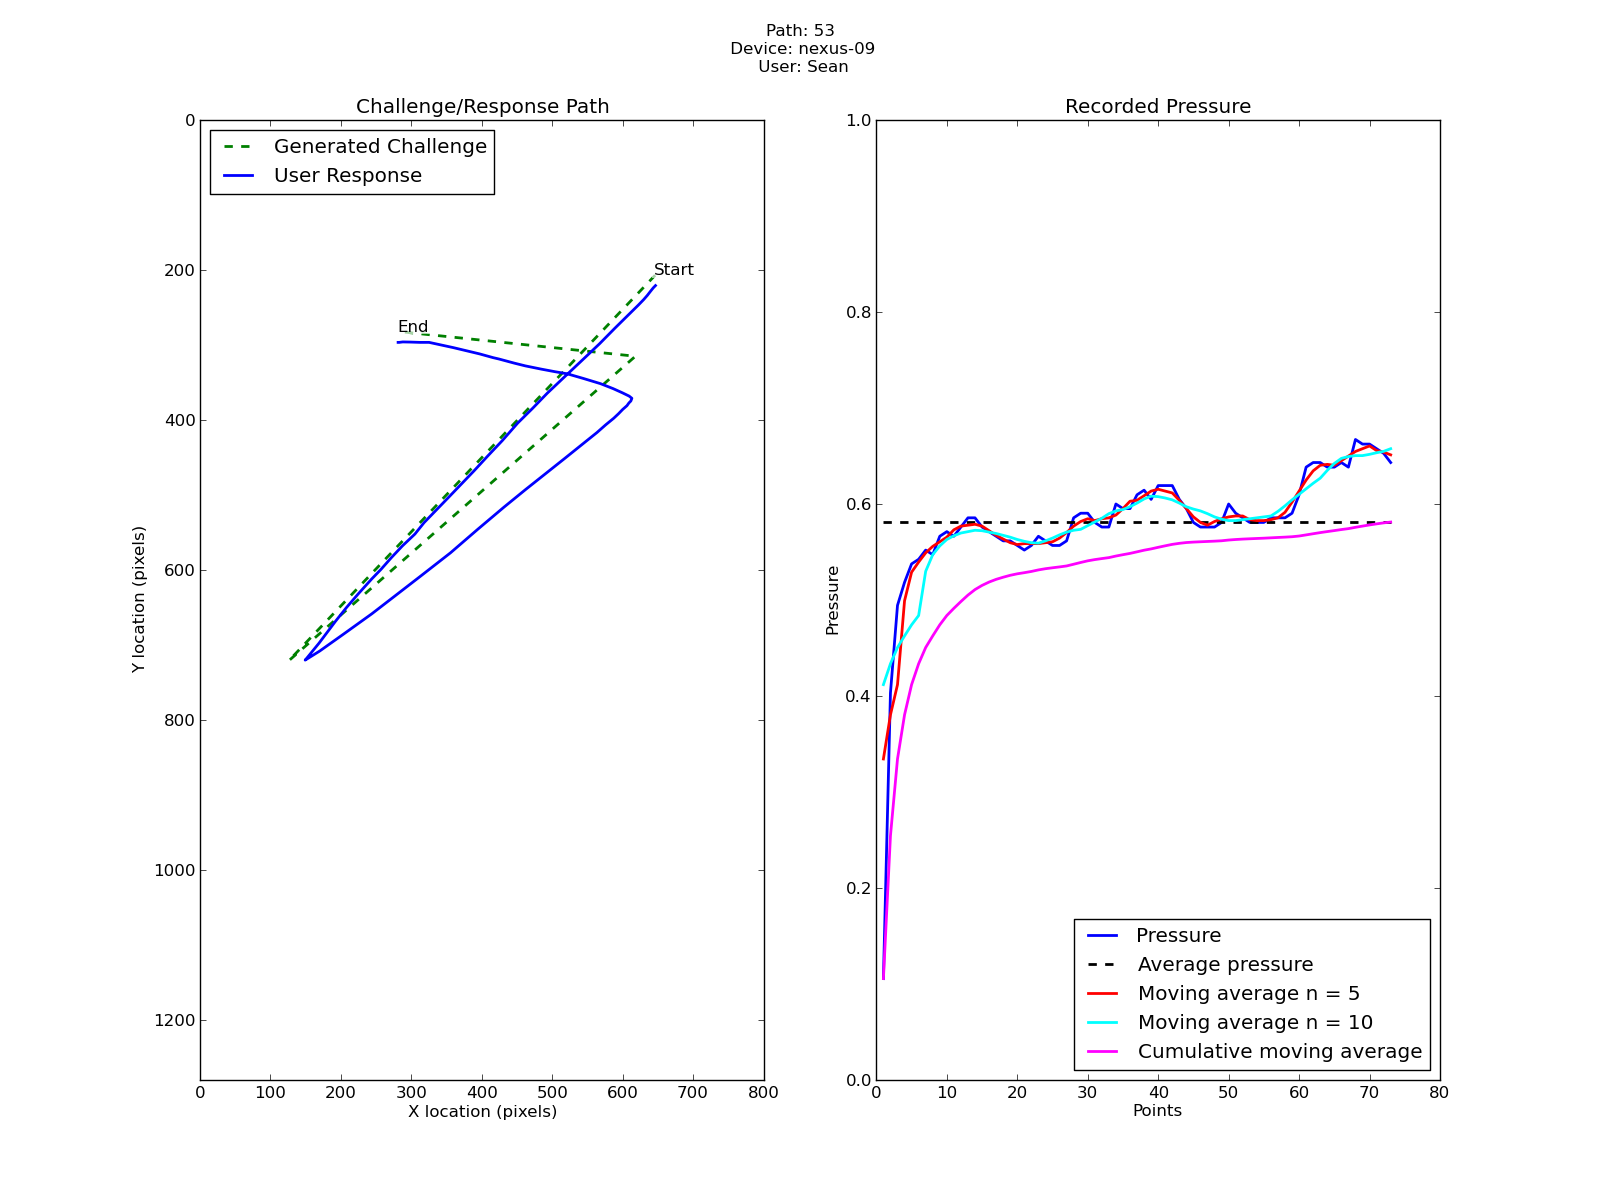 Path: 53
Device: nexus-09
User: Sean
Challenge/Response Path
Generated Challenge
User Response
Start
End
0
200
400
600
800
1000
1200
Y location (pixels)
0 100 200 300 400 500 600 700 800
X location (pixels)
Recorded Pressure
1.0
0.8
0.6
0.4
0.2
0.0
Pressure
Pressure
Average pressure
Moving average n = 5
Moving average n = 10
Cumulative moving average
0 10 20 30 40 50 60 70 80
Points